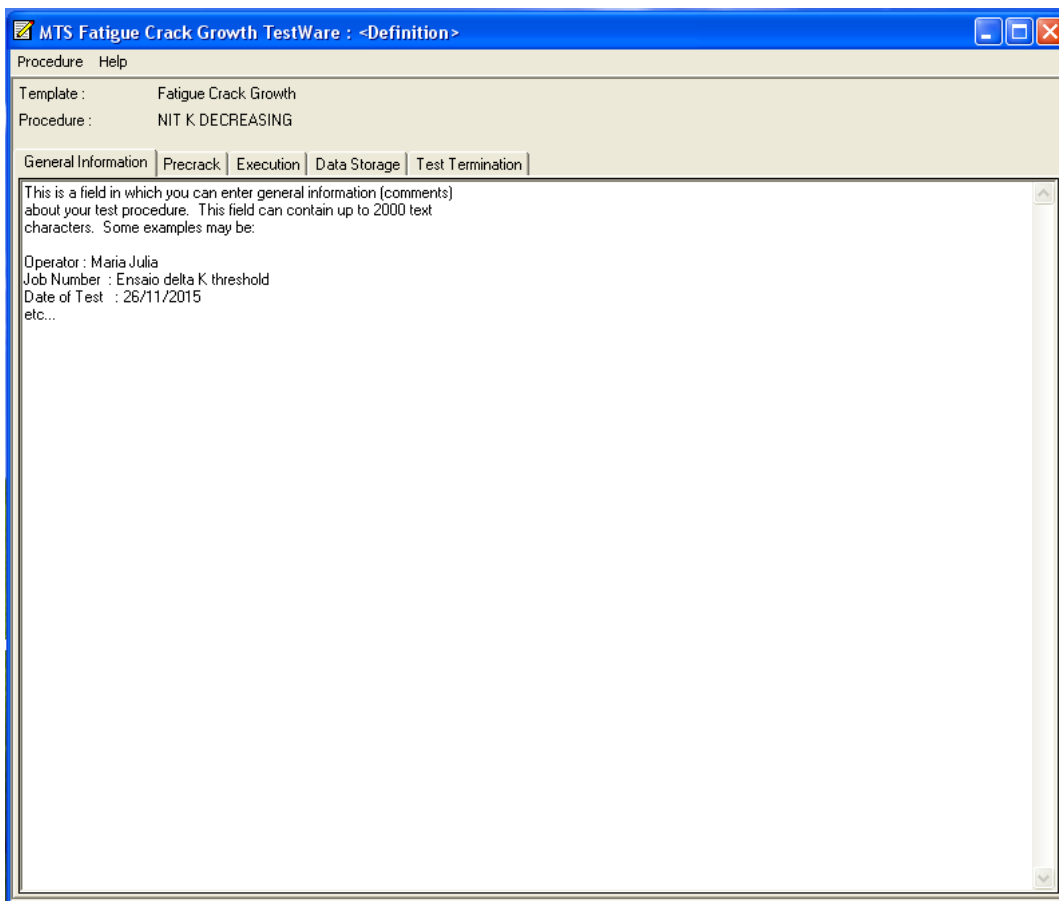 MTS Fatigue Crack Growth TestWare : <Definition>
Procedure Help
Template : Fatigue Crack Growth
Procedure : NIT K DECREASING
General Information Precrack Execution Data Storage Test Termination
This is a field in which you can enter general information (comments)
about your test procedure. This field can contain up to 2000 text
characters. Some examples may be:
Operator : Maria Julia
Job Number : Ensaio delta K threshold
Date of Test : 26/11/2015
etc...